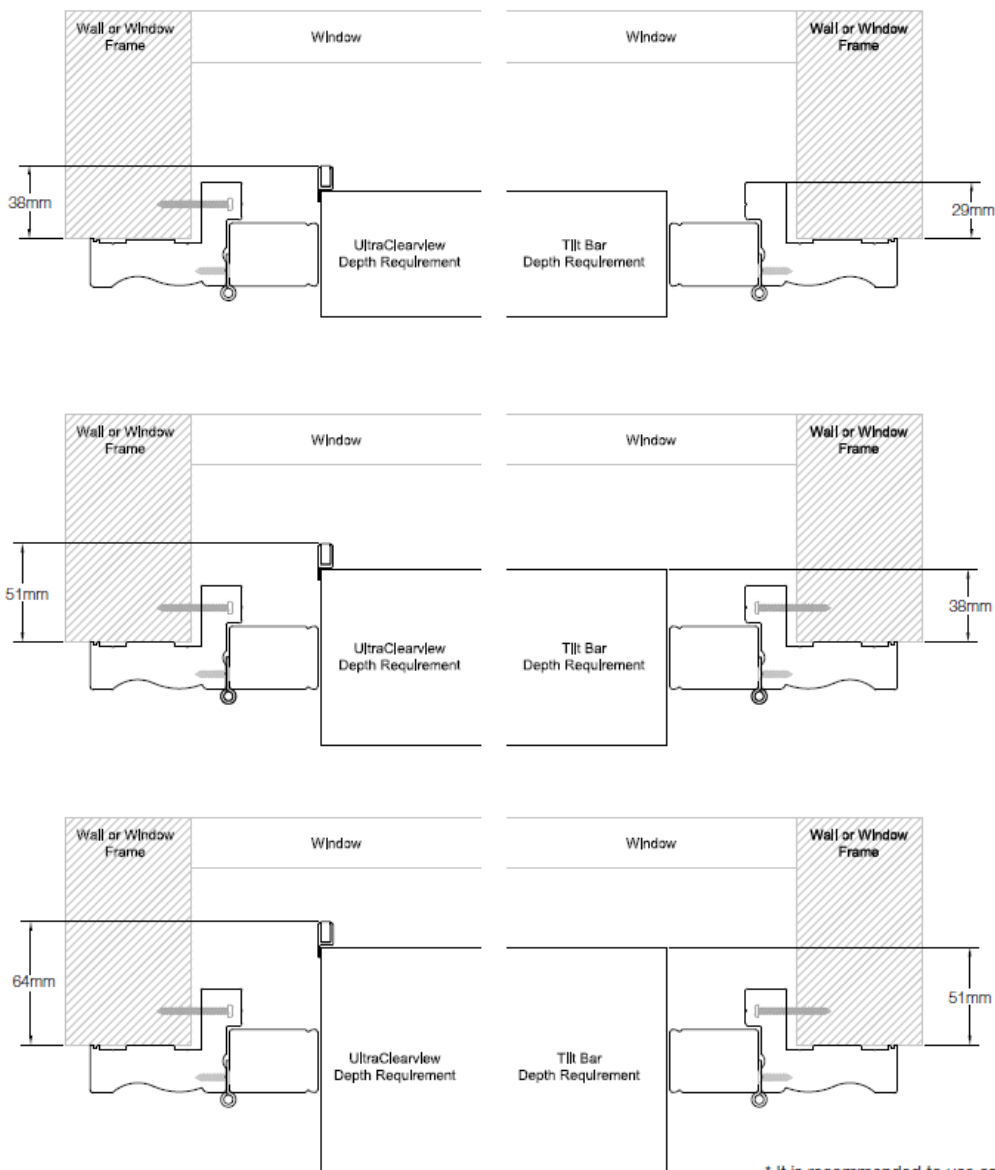 Wall or Window
Frame
Window
Window
Wall or Window
Frame
38mm
29mm
UltraClearview
Depth Requirement
Tilt Bar
Depth Requirement
Wall or Window
Frame
Window
Window
Wall or Window
Frame
51mm
38mm
UltraClearview
Depth Requirement
Tilt Bar
Depth Requirement
Wall or Window
Frame
Window
Window
Wall or Window
Frame
64mm
51mm
UltraClearview
Depth Requirement
Tilt Bar
Depth Requirement
* It is recommended to use